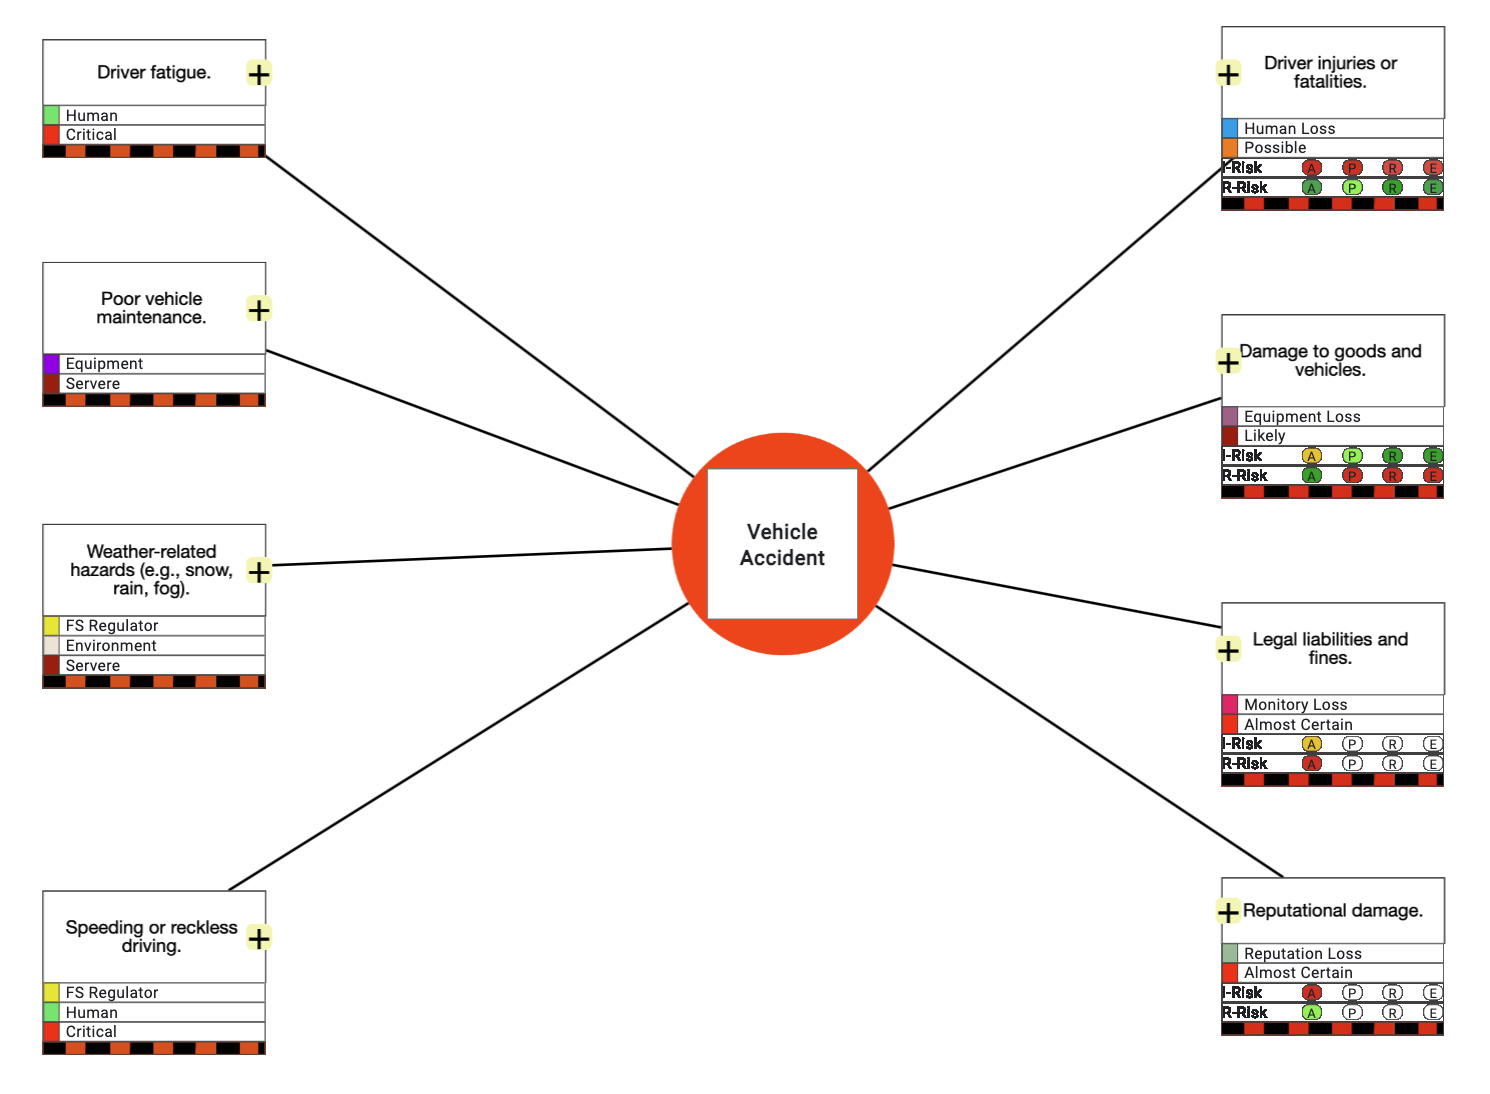 Driver fatigue.
Human
Critical
Poor vehicle
maintenance.
Equipment
Servere
Weather-related
hazards (e.g., snow,
rain, fog).
FS Regulator
Environment
Servere
Speeding or reckless
driving.
FS Regulator
Human
Critical
Vehicle
Accident
Driver injuries or
fatalities.
Human Loss
Possible
I-Risk A P R E
R-Risk A P R E
Damage to goods and
vehicles.
Equipment Loss
Likely
I-Risk A P R E
R-Risk A P R E
Legal liabilities and
fines.
Monitory Loss
Almost Certain
I-Risk A P R E
R-Risk A P R E
Reputational damage.
Reputation Loss
Almost Certain
I-Risk A P R E
R-Risk A P R E